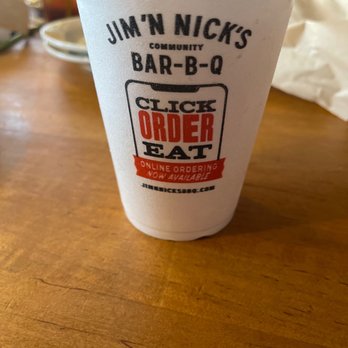 JIM'N NICK'S
COMMUNITY
BAR-B-Q
CLICK
ORDER
EAT
ONLINE ORDERING
NOW AVAILABLE
JIMNNICKSBBQ.COM